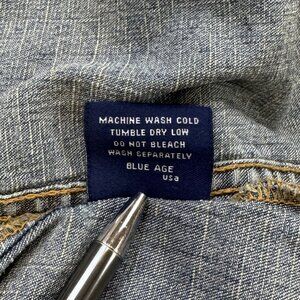 MACHINE WASH COLD
TUMBLE DRY LOW
DO NOT BLEACH
WASH SEPARATELY
BLUE AGE
USA